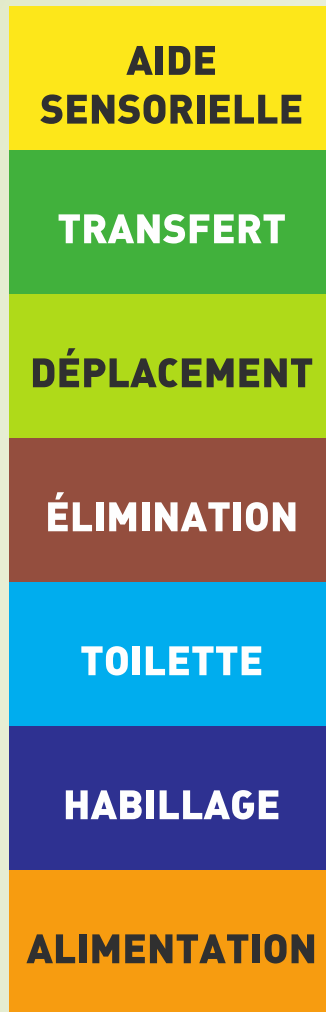 AIDE
SENSORIELLE
TRANSFERT
DÉPLACEMENT
ÉLIMINATION
TOILETTE
HABILLAGE
ALIMENTATION